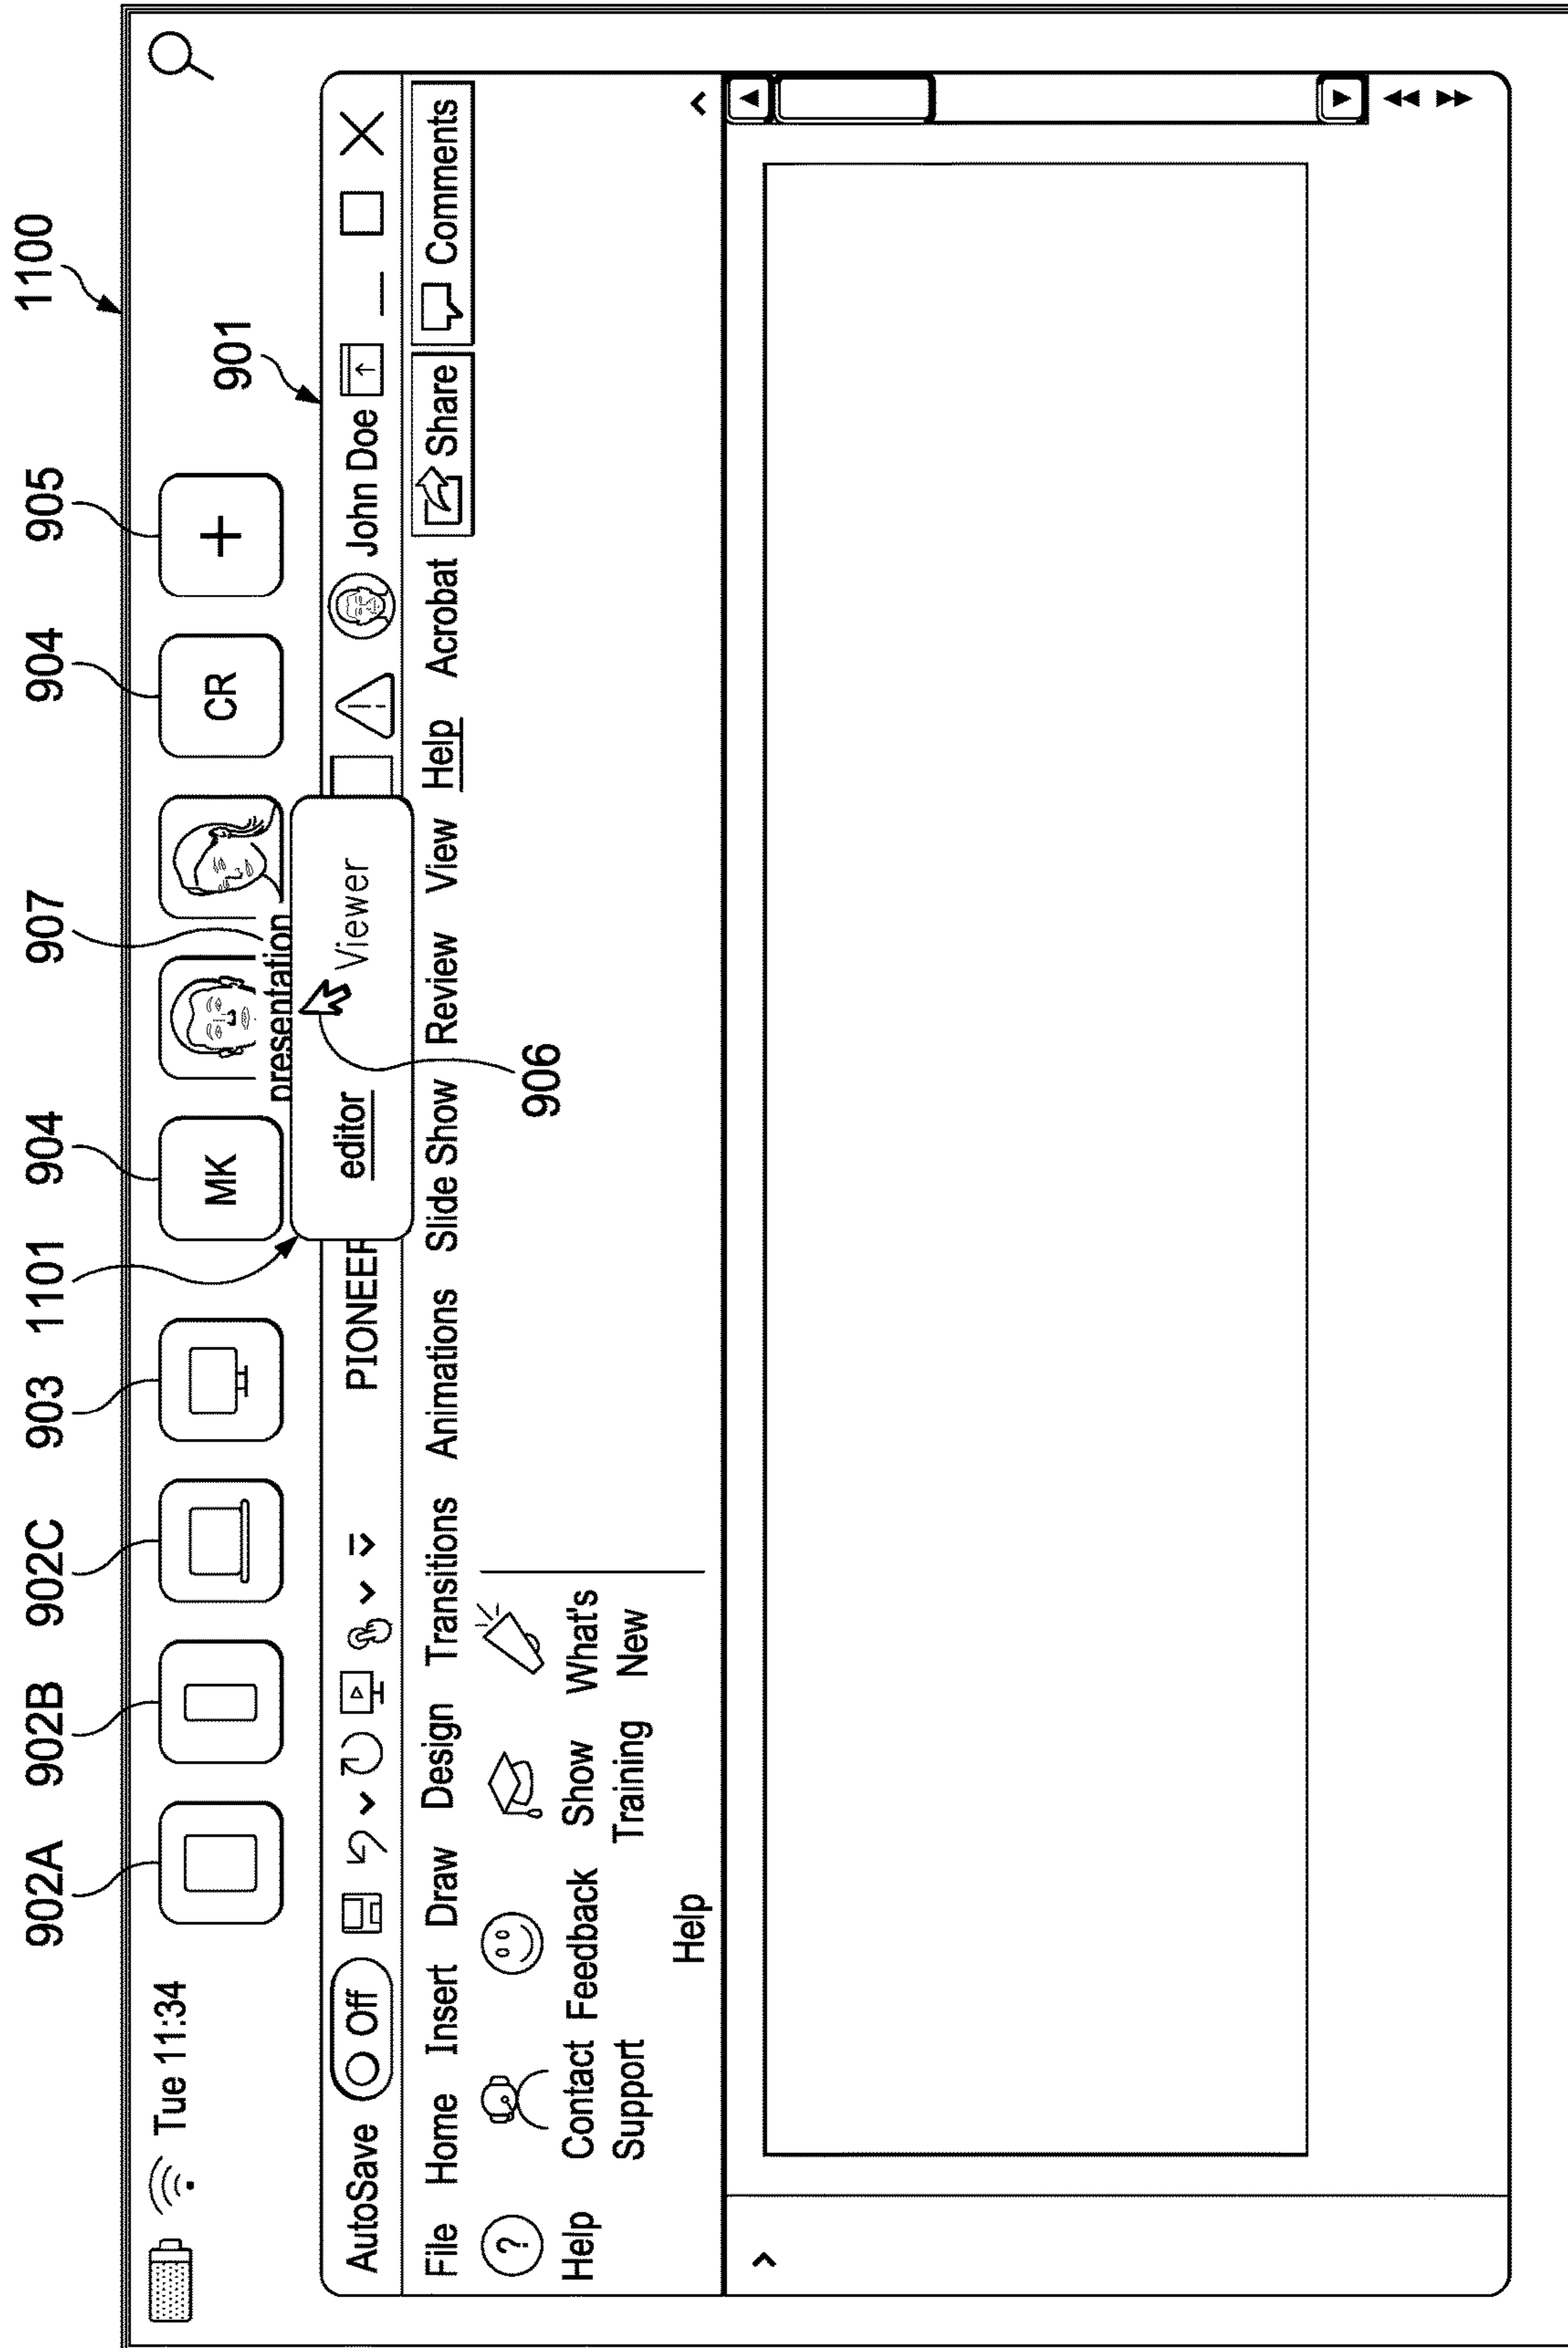 1100
902A 902B 902C 903 1101 904 907 904 905
901
Tue 11:34
MK CR +
presentation
editor Viewer
906
AutoSave Off PIONEER John Doe
File Home Insert Draw Design Transitions Animations Slide Show Review View Help Acrobat Share Comments
? 
Help Contact Feedback Show What's
Support Training New
Help